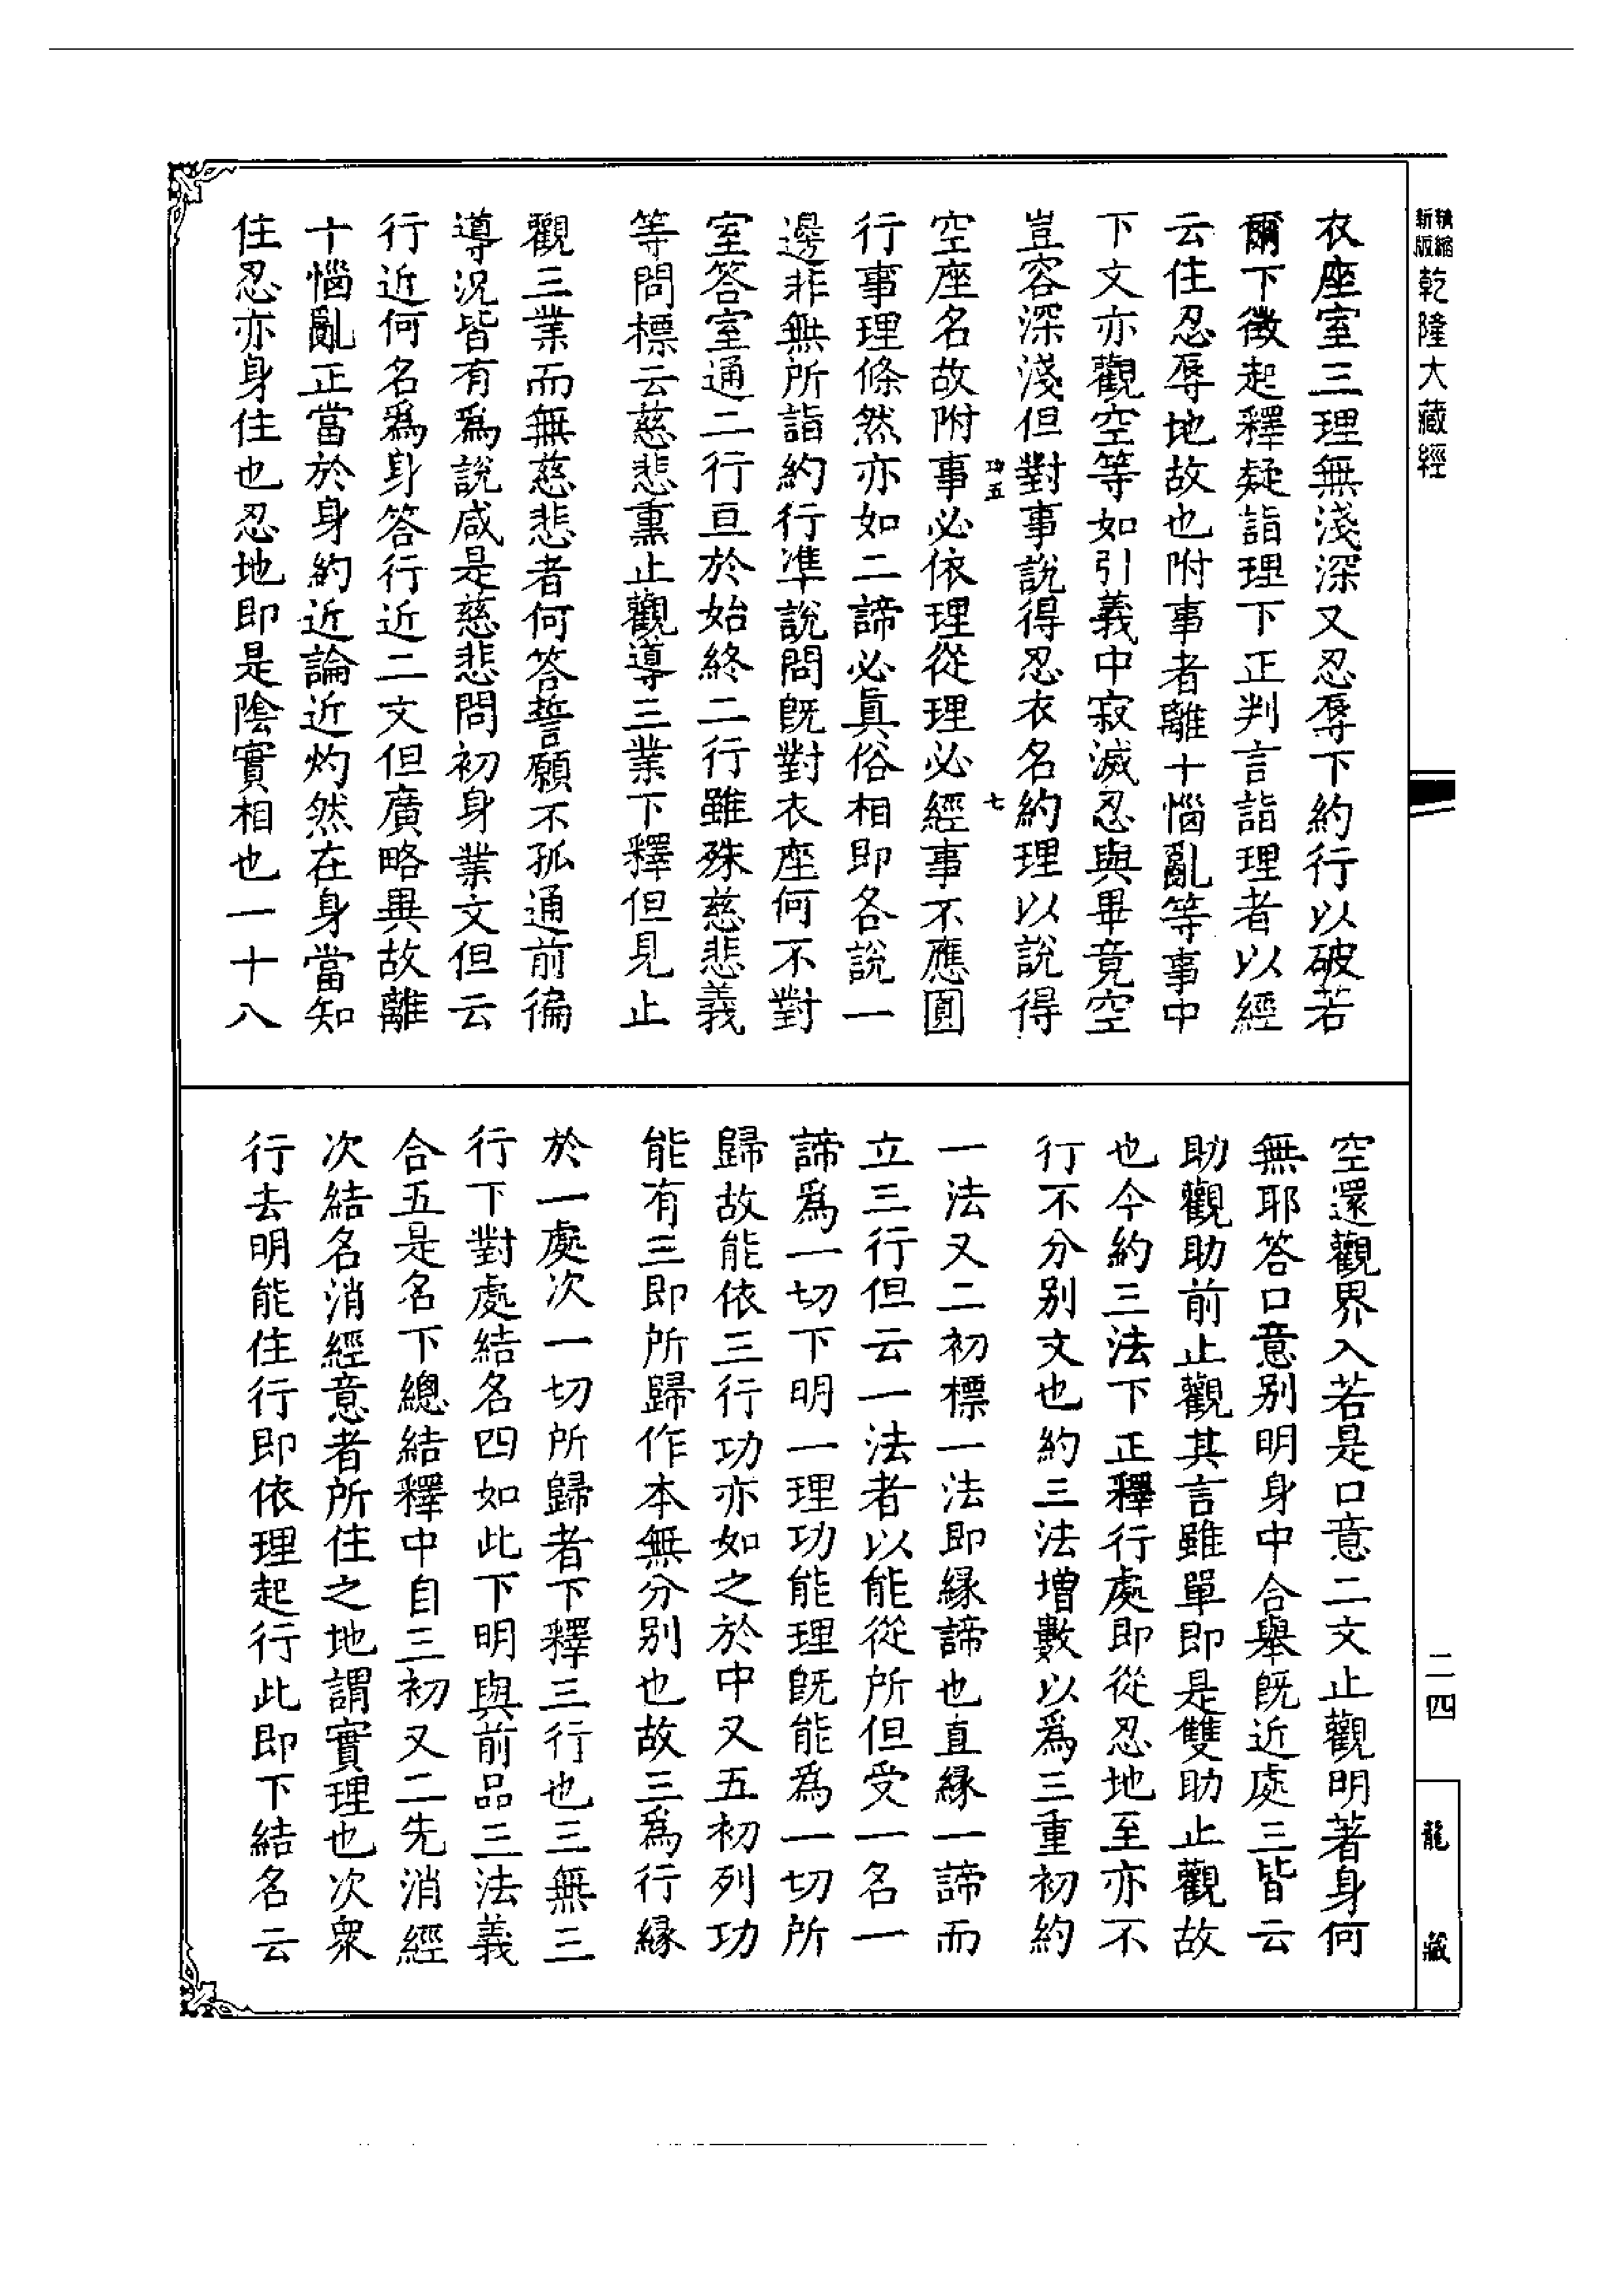 精縮
新版
乾隆大藏經
衣座室三理無淺深又忍辱下約行以破若
爾下徵起釋疑詣理下正判言詣理者以經
云住忍辱地故也附事者離十惱亂等事中
下文亦觀空等如引義中寂滅忍與畢竟空
豈容深淺但對事說得忍衣名約理以說得
功五
七
空座名故附事必依理從理必經事不應圓
行事理條然亦如二諦必真俗相即各說一
邊非無所詣約行準說問既對衣座何不對
室答室通二行亘於始終二行雖殊慈悲義
等問標云慈悲熏止觀導三業下釋但見止
觀三業而無慈悲者何答誓願不孤通前徧
導況皆有為說咸是慈悲問初身業文但云
行近何名為身答行近二文但廣略異故離
十惱亂正當於身約近論近灼然在身當知
住忍亦身住也忍地即是陰實相也一十八
空還觀界入若是口意二文止觀明著身何
無耶答口意別明身中合舉既近處三皆云
助觀助前止觀其言雖單即是雙助止觀故
也今約三法下正釋行處即從忍地至亦不
行不分別文也約三法增數以為三重初約
一法又二初標一法即緣諦也直緣一諦而
立三行但云一法者以能從所但受一名一
諦為一切下明一理功能理既能為一切所
歸故能依三行功亦如之於中又五初列功
能有三即所歸作本無分別也故三為行緣
於一處次一切所歸者下釋三行也三無三
行下對處結名四如此下明與前品三法義
合五是名下總結釋中自三初又二先消經
次結名消經意者所住之地謂實理也次眾
行去明能住行即依理起行此即下結名云
二四
龍藏